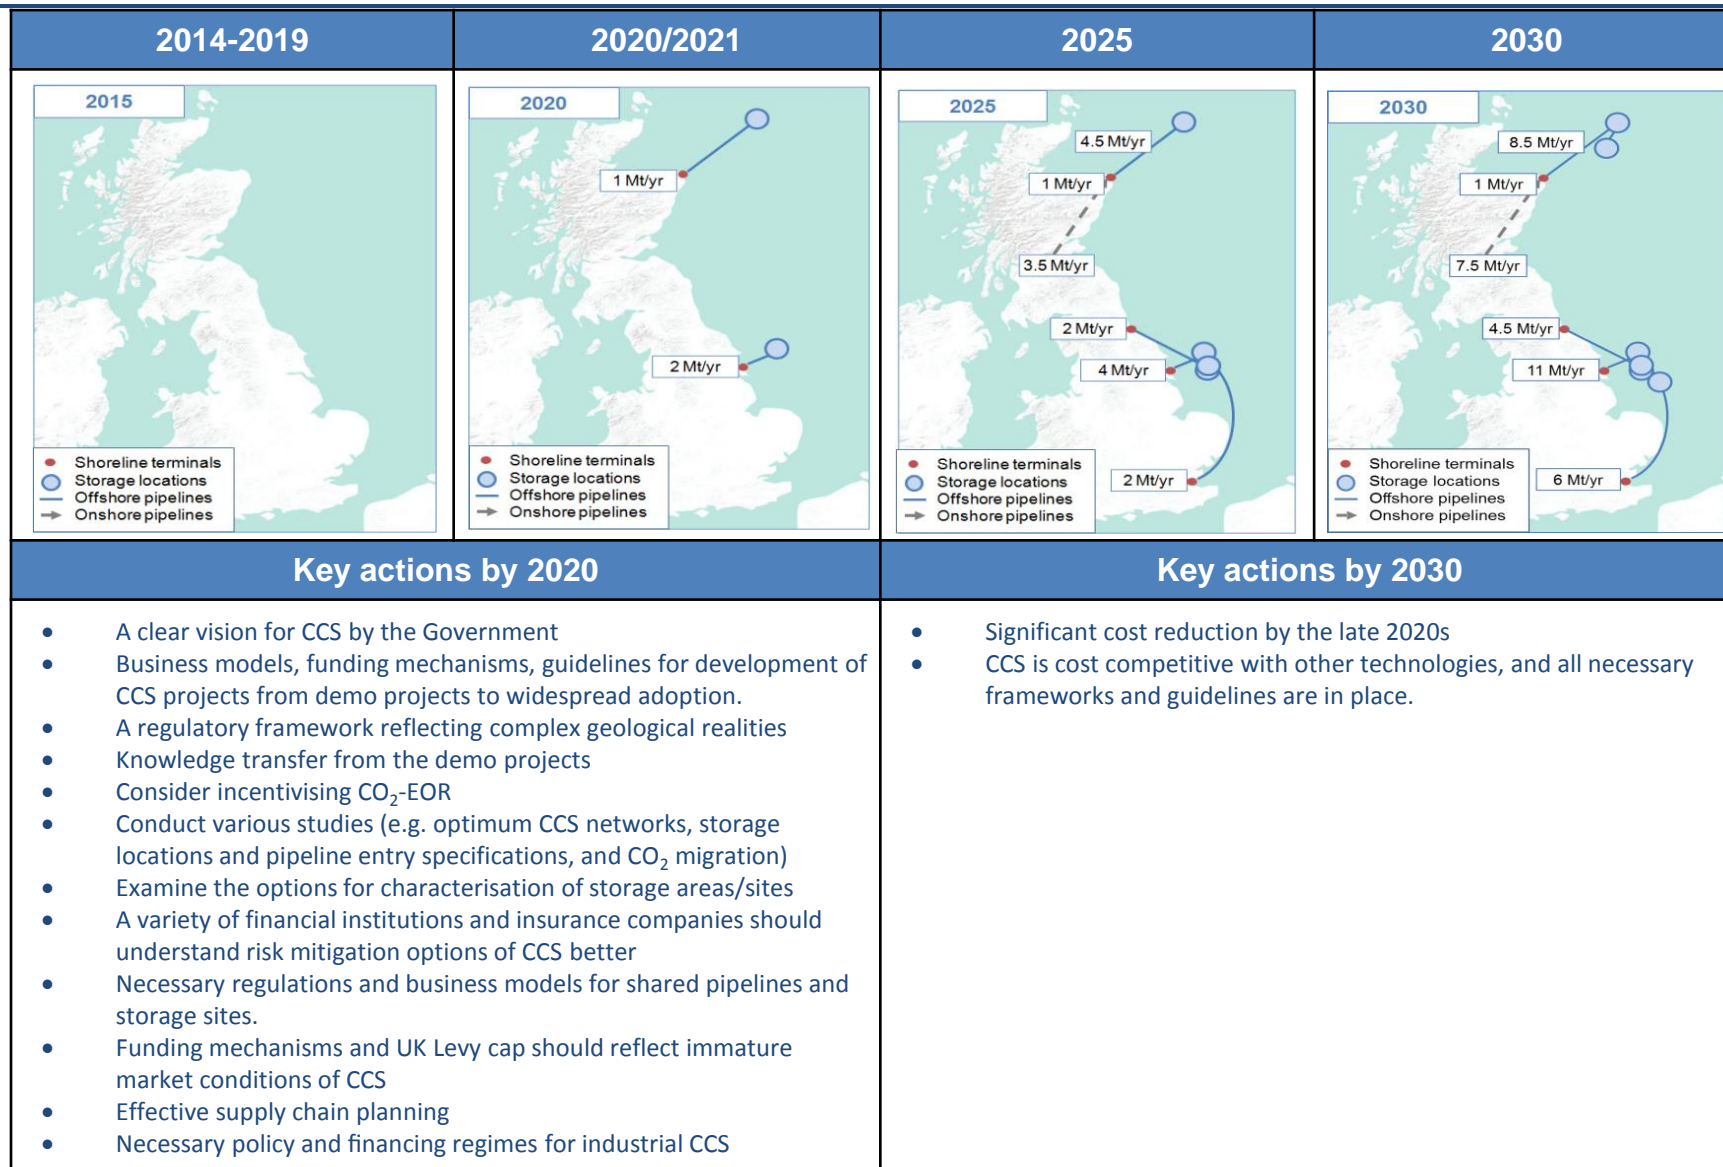 2014-2019
2020/2021
2025
2030
2015
Shoreline terminals
Storage locations
Offshore pipelines
Onshore pipelines
2020
1 Mt/yr
2 Mt/yr
Shoreline terminals
Storage locations
Offshore pipelines
Onshore pipelines
2025
4.5 Mt/yr
1 Mt/yr
3.5 Mt/yr
2 Mt/yr
4 Mt/yr
2 Mt/yr
Shoreline terminals
Storage locations
Offshore pipelines
Onshore pipelines
2030
8.5 Mt/yr
1 Mt/yr
7.5 Mt/yr
4.5 Mt/yr
11 Mt/yr
6 Mt/yr
Shoreline terminals
Storage locations
Offshore pipelines
Onshore pipelines
Key actions by 2020
• A clear vision for CCS by the Government
• Business models, funding mechanisms, guidelines for development of
CCS projects from demo projects to widespread adoption.
• A regulatory framework reflecting complex geological realities
• Knowledge transfer from the demo projects
• Consider incentivising CO₂-EOR
• Conduct various studies (e.g. optimum CCS networks, storage
locations and pipeline entry specifications, and CO₂ migration)
• Examine the options for characterisation of storage areas/sites
• A variety of financial institutions and insurance companies should
understand risk mitigation options of CCS better
• Necessary regulations and business models for shared pipelines and
storage sites.
• Funding mechanisms and UK Levy cap should reflect immature
market conditions of CCS
• Effective supply chain planning
• Necessary policy and financing regimes for industrial CCS
Key actions by 2030
• Significant cost reduction by the late 2020s
• CCS is cost competitive with other technologies, and all necessary
frameworks and guidelines are in place.